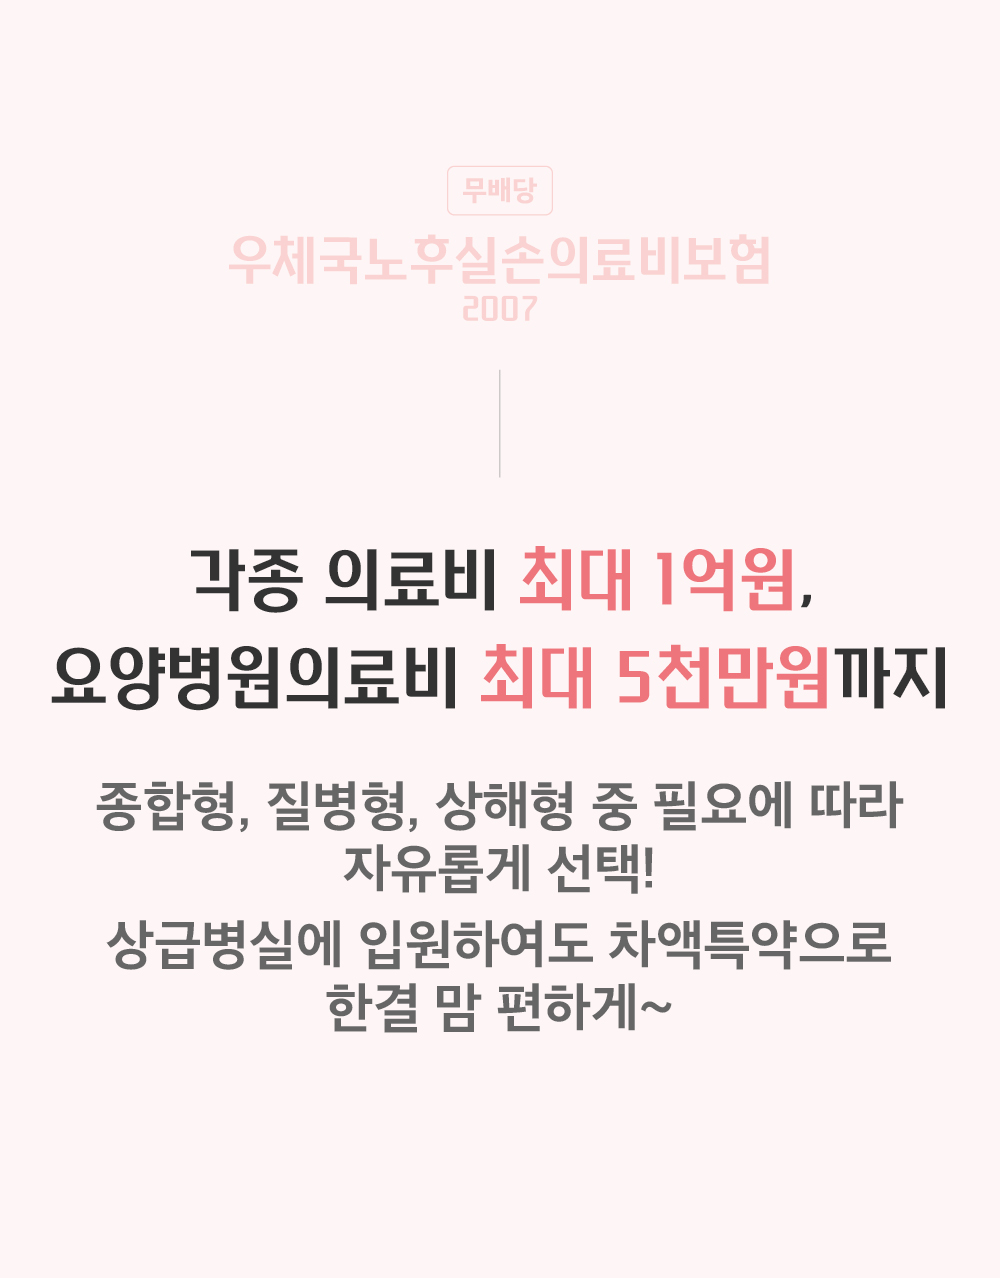 무배당
우체국노후실손의료비보험
2007
각종 의료비 최대 1억원,
요양병원의료비 최대 5천만원까지
종합형, 질병형, 상해형 중 필요에 따라
자유롭게 선택!
상급병실에 입원하여도 차액특약으로
한결 맘 편하게~